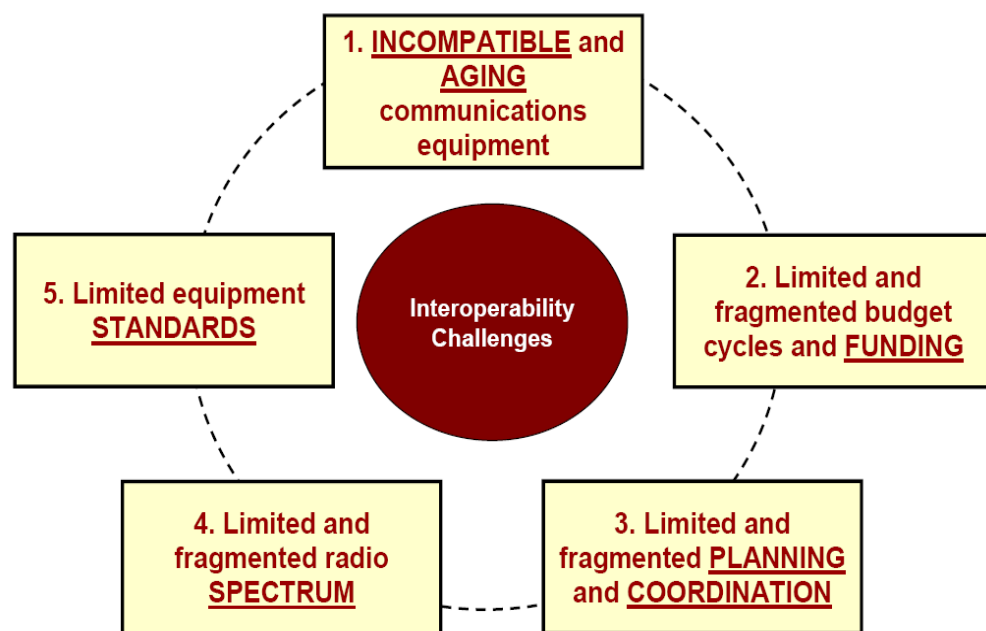 1. INCOMPATIBLE and
AGING
communications
equipment
2. Limited and
fragmented budget
cycles and FUNDING
3. Limited and
fragmented PLANNING
and COORDINATION
4. Limited and
fragmented radio
SPECTRUM
5. Limited equipment
STANDARDS
Interoperability
Challenges